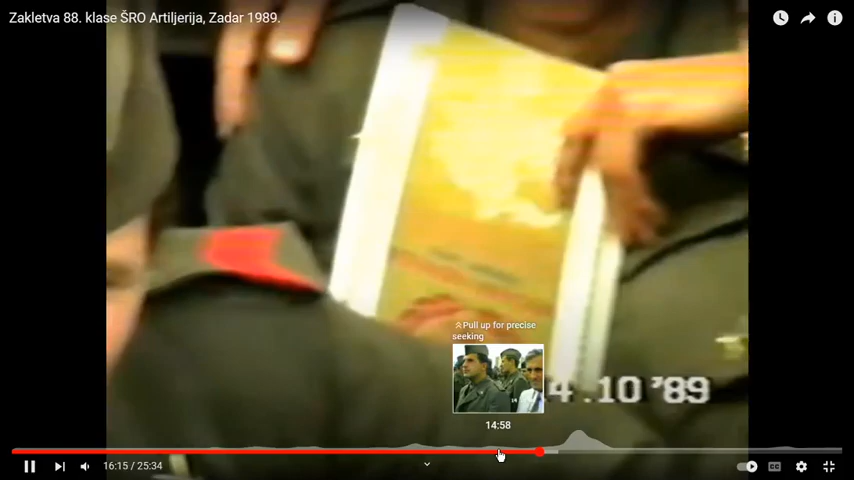 Zakletva 88. klase ŠRO Artiljerija, Zadar 1989.
Pull up for precise
seeking
4.10 '89
14:58
16:15 / 25:34
CC